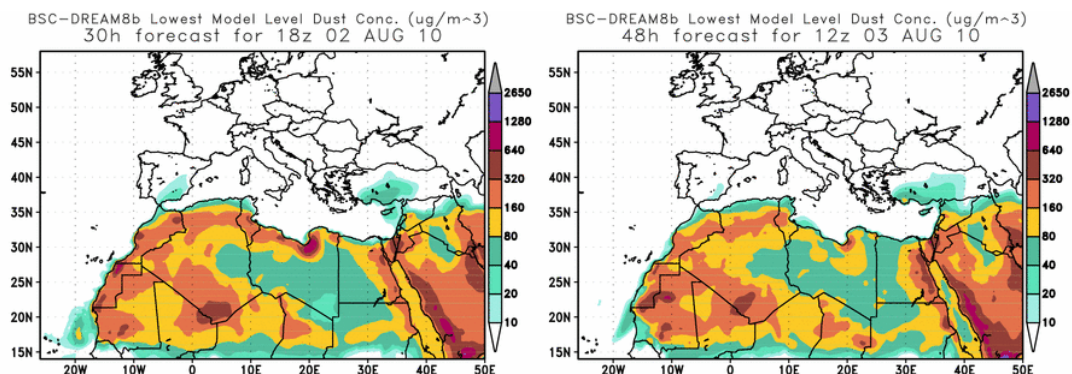 BSC-DREAM8b Lowest Model Level Dust Conc. (ug/m^3)
30h forecast for 18z 02 AUG 10
55N
50N
45N
40N
35N
30N
25N
20N
15N
20W
10W
0
10E
20E
30E
40E
50E
2650
1280
640
320
160
80
40
20
10
BSC-DREAM8b Lowest Model Level Dust Conc. (ug/m^3)
48h forecast for 12z 03 AUG 10
55N
50N
45N
40N
35N
30N
25N
20N
15N
20W
10W
0
10E
20E
30E
40E
50E
2650
1280
640
320
160
80
40
20
10